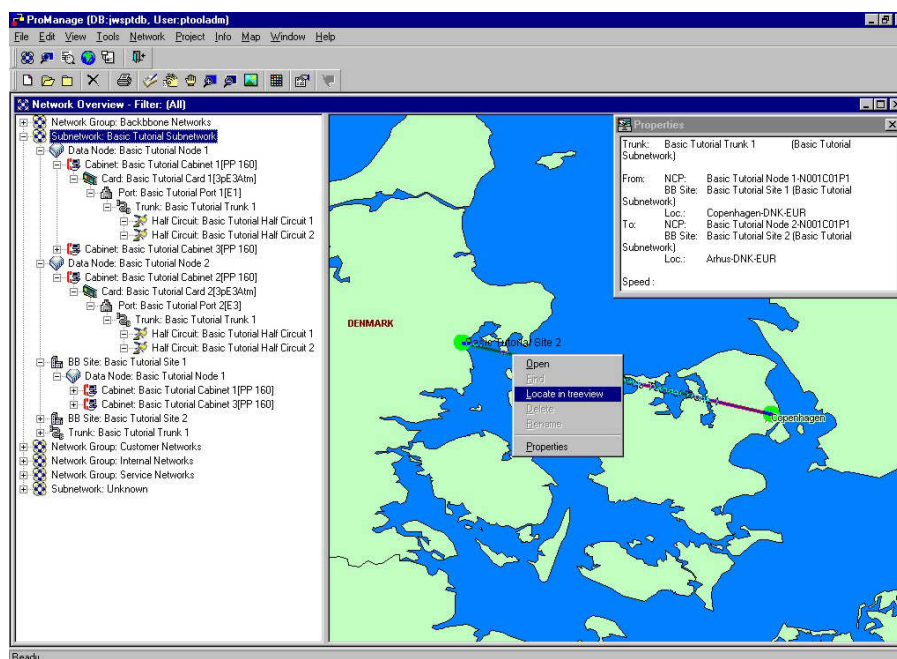 ProManage (DB:jwsptdb, User:ptooladm)
File Edit View Tools Network Project Info Map Window Help
Network Overview - Filter: (All)
Network Group: Backbbone Networks
Subnetwork: Basic Tutorial Subnetwork
Data Node: Basic Tutorial Node 1
Cabinet: Basic Tutorial Cabinet 1[PP 160]
Card: Basic Tutorial Card 1[3pE3Atm]
Port: Basic Tutorial Port 1[E1]
Trunk: Basic Tutorial Trunk 1
Half Circuit: Basic Tutorial Half Circuit 1
Half Circuit: Basic Tutorial Half Circuit 2
Cabinet: Basic Tutorial Cabinet 3[PP 160]
Data Node: Basic Tutorial Node 2
Cabinet: Basic Tutorial Cabinet 2[PP 160]
Card: Basic Tutorial Card 2[3pE3Atm]
Port: Basic Tutorial Port 2[E3]
Trunk: Basic Tutorial Trunk 1
Half Circuit: Basic Tutorial Half Circuit 1
Half Circuit: Basic Tutorial Half Circuit 2
BB Site: Basic Tutorial Site 1
Data Node: Basic Tutorial Node 1
Cabinet: Basic Tutorial Cabinet 1[PP 160]
Cabinet: Basic Tutorial Cabinet 3[PP 160]
BB Site: Basic Tutorial Site 2
Trunk: Basic Tutorial Trunk 1
Network Group: Customer Networks
Network Group: Internal Networks
Network Group: Service Networks
Subnetwork: Unknown
DENMARK
Basic Tutorial Site 2
Copenhagen
Open
Find
Locate in treeview
Delete
Rename
Properties
Properties
Trunk: Basic Tutorial Trunk 1 (Basic Tutorial
Subnetwork)
From: NCP: Basic Tutorial Node 1-N001C01P1
BB Site: Basic Tutorial Site 1 (Basic Tutorial
Subnetwork)
Loc.: Copenhagen-DNK-EUR
To: NCP: Basic Tutorial Node 2-N001C01P1
BB Site: Basic Tutorial Site 2 (Basic Tutorial
Subnetwork)
Loc.: Arhus-DNK-EUR
Speed :
Ready